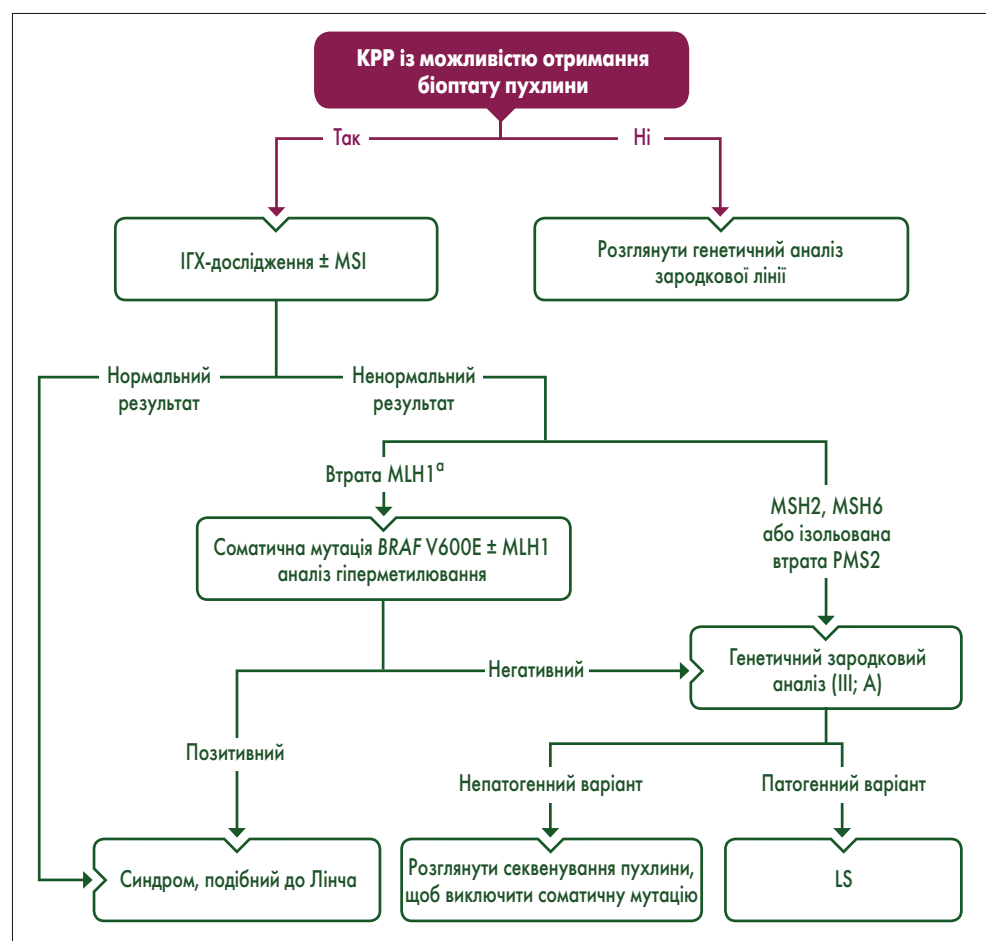 КРР із можливістю отримання
біоптату пухлини
Так
Ні
ІГХ-дослідження ± MSI
Розглянути генетичний аналіз
зародкової лінії
Нормальний
результат
Ненормальний
результат
Втрата MLH1ᵃ
MSH2, MSH6
або ізольована
втрата PMS2
Соматична мутація BRAF V600E ± MLH1
аналіз гіперметилювання
Негативний
Генетичний зародковий
аналіз (III; A)
Позитивний
Непатогенний варіант
Патогенний варіант
Синдром, подібний до Лінча
Розглянути секвенування пухлини,
щоб виключити соматичну мутацію
LS